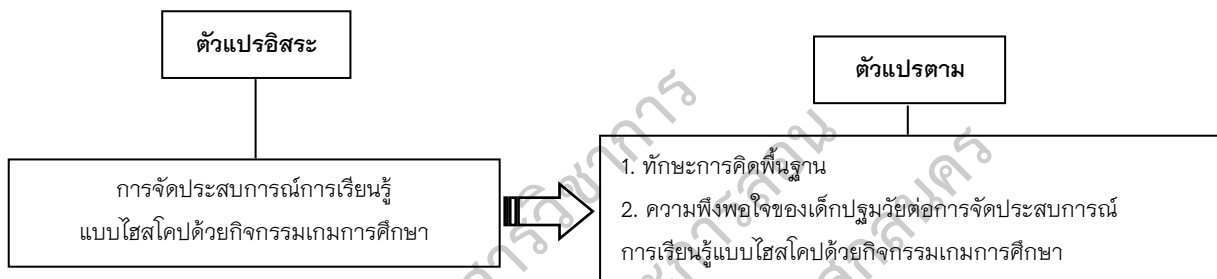 ตัวแปรอิสระ
การจัดประสบการณ์การเรียนรู้
แบบไฮสโคปด้วยกิจกรรมเกมการศึกษา
ตัวแปรตาม
1. ทักษะการคิดพื้นฐาน
2. ความพึงพอใจของเด็กปฐมวัยต่อการจัดประสบการณ์
การเรียนรู้แบบไฮสโคปด้วยกิจกรรมเกมการศึกษา